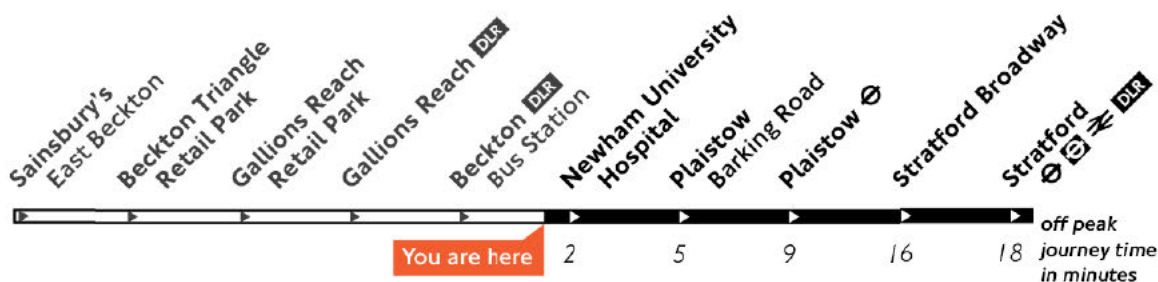 Sainsbury's
East Beckton
Beckton Triangle
Retail Park
Gallions Reach
Retail Park
Gallions Reach DLR
Beckton DLR
Bus Station
Newham University
Hospital
Plaistow
Barking Road
Plaistow
Stratford Broadway
Stratford
DLR
You are here
2
5
9
16
18
off peak
journey time
in minutes